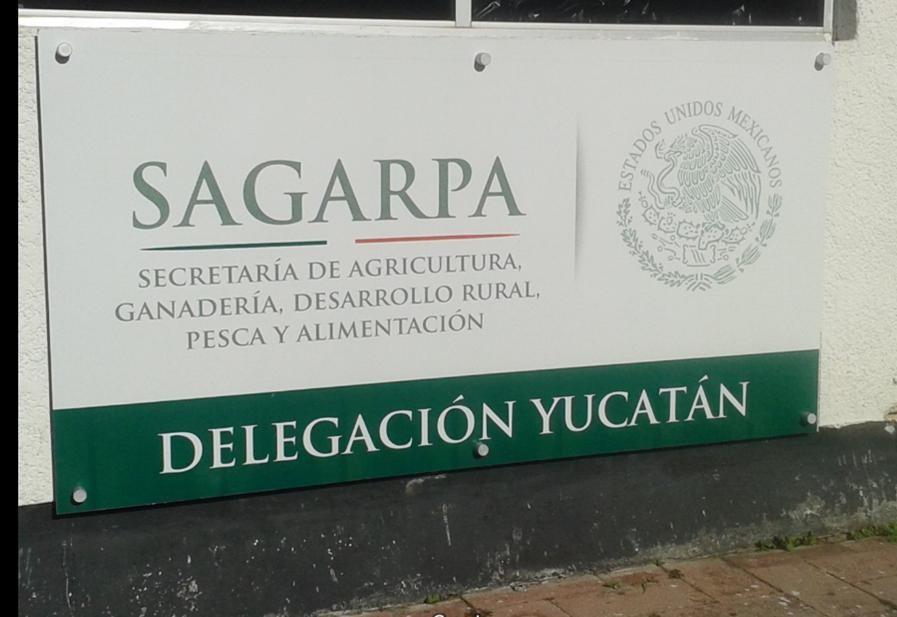 SAGARPA
SECRETARÍA DE AGRICULTURA,
GANADERÍA, DESARROLLO RURAL,
PESCA Y ALIMENTACIÓN
ESTADOS UNIDOS MEXICANOS
DELEGACIÓN YUCATÁN